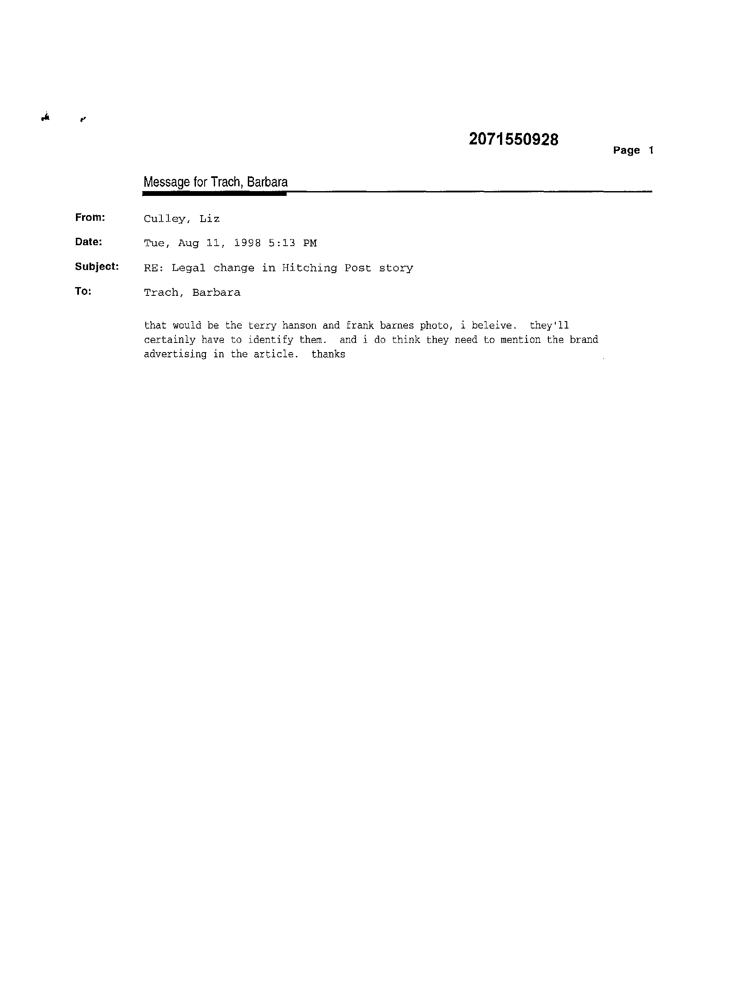 2071550928
Page 1
Message for Trach, Barbara
From: Culley, Liz
Date: Tue, Aug 11, 1998 5:13 PM
Subject: RE: Legal change in Hitching Post story
To: Trach, Barbara
that would be the terry hanson and frank barnes photo, i beleive. they'll
certainly have to identify them. and i do think they need to mention the brand
advertising in the article. thanks